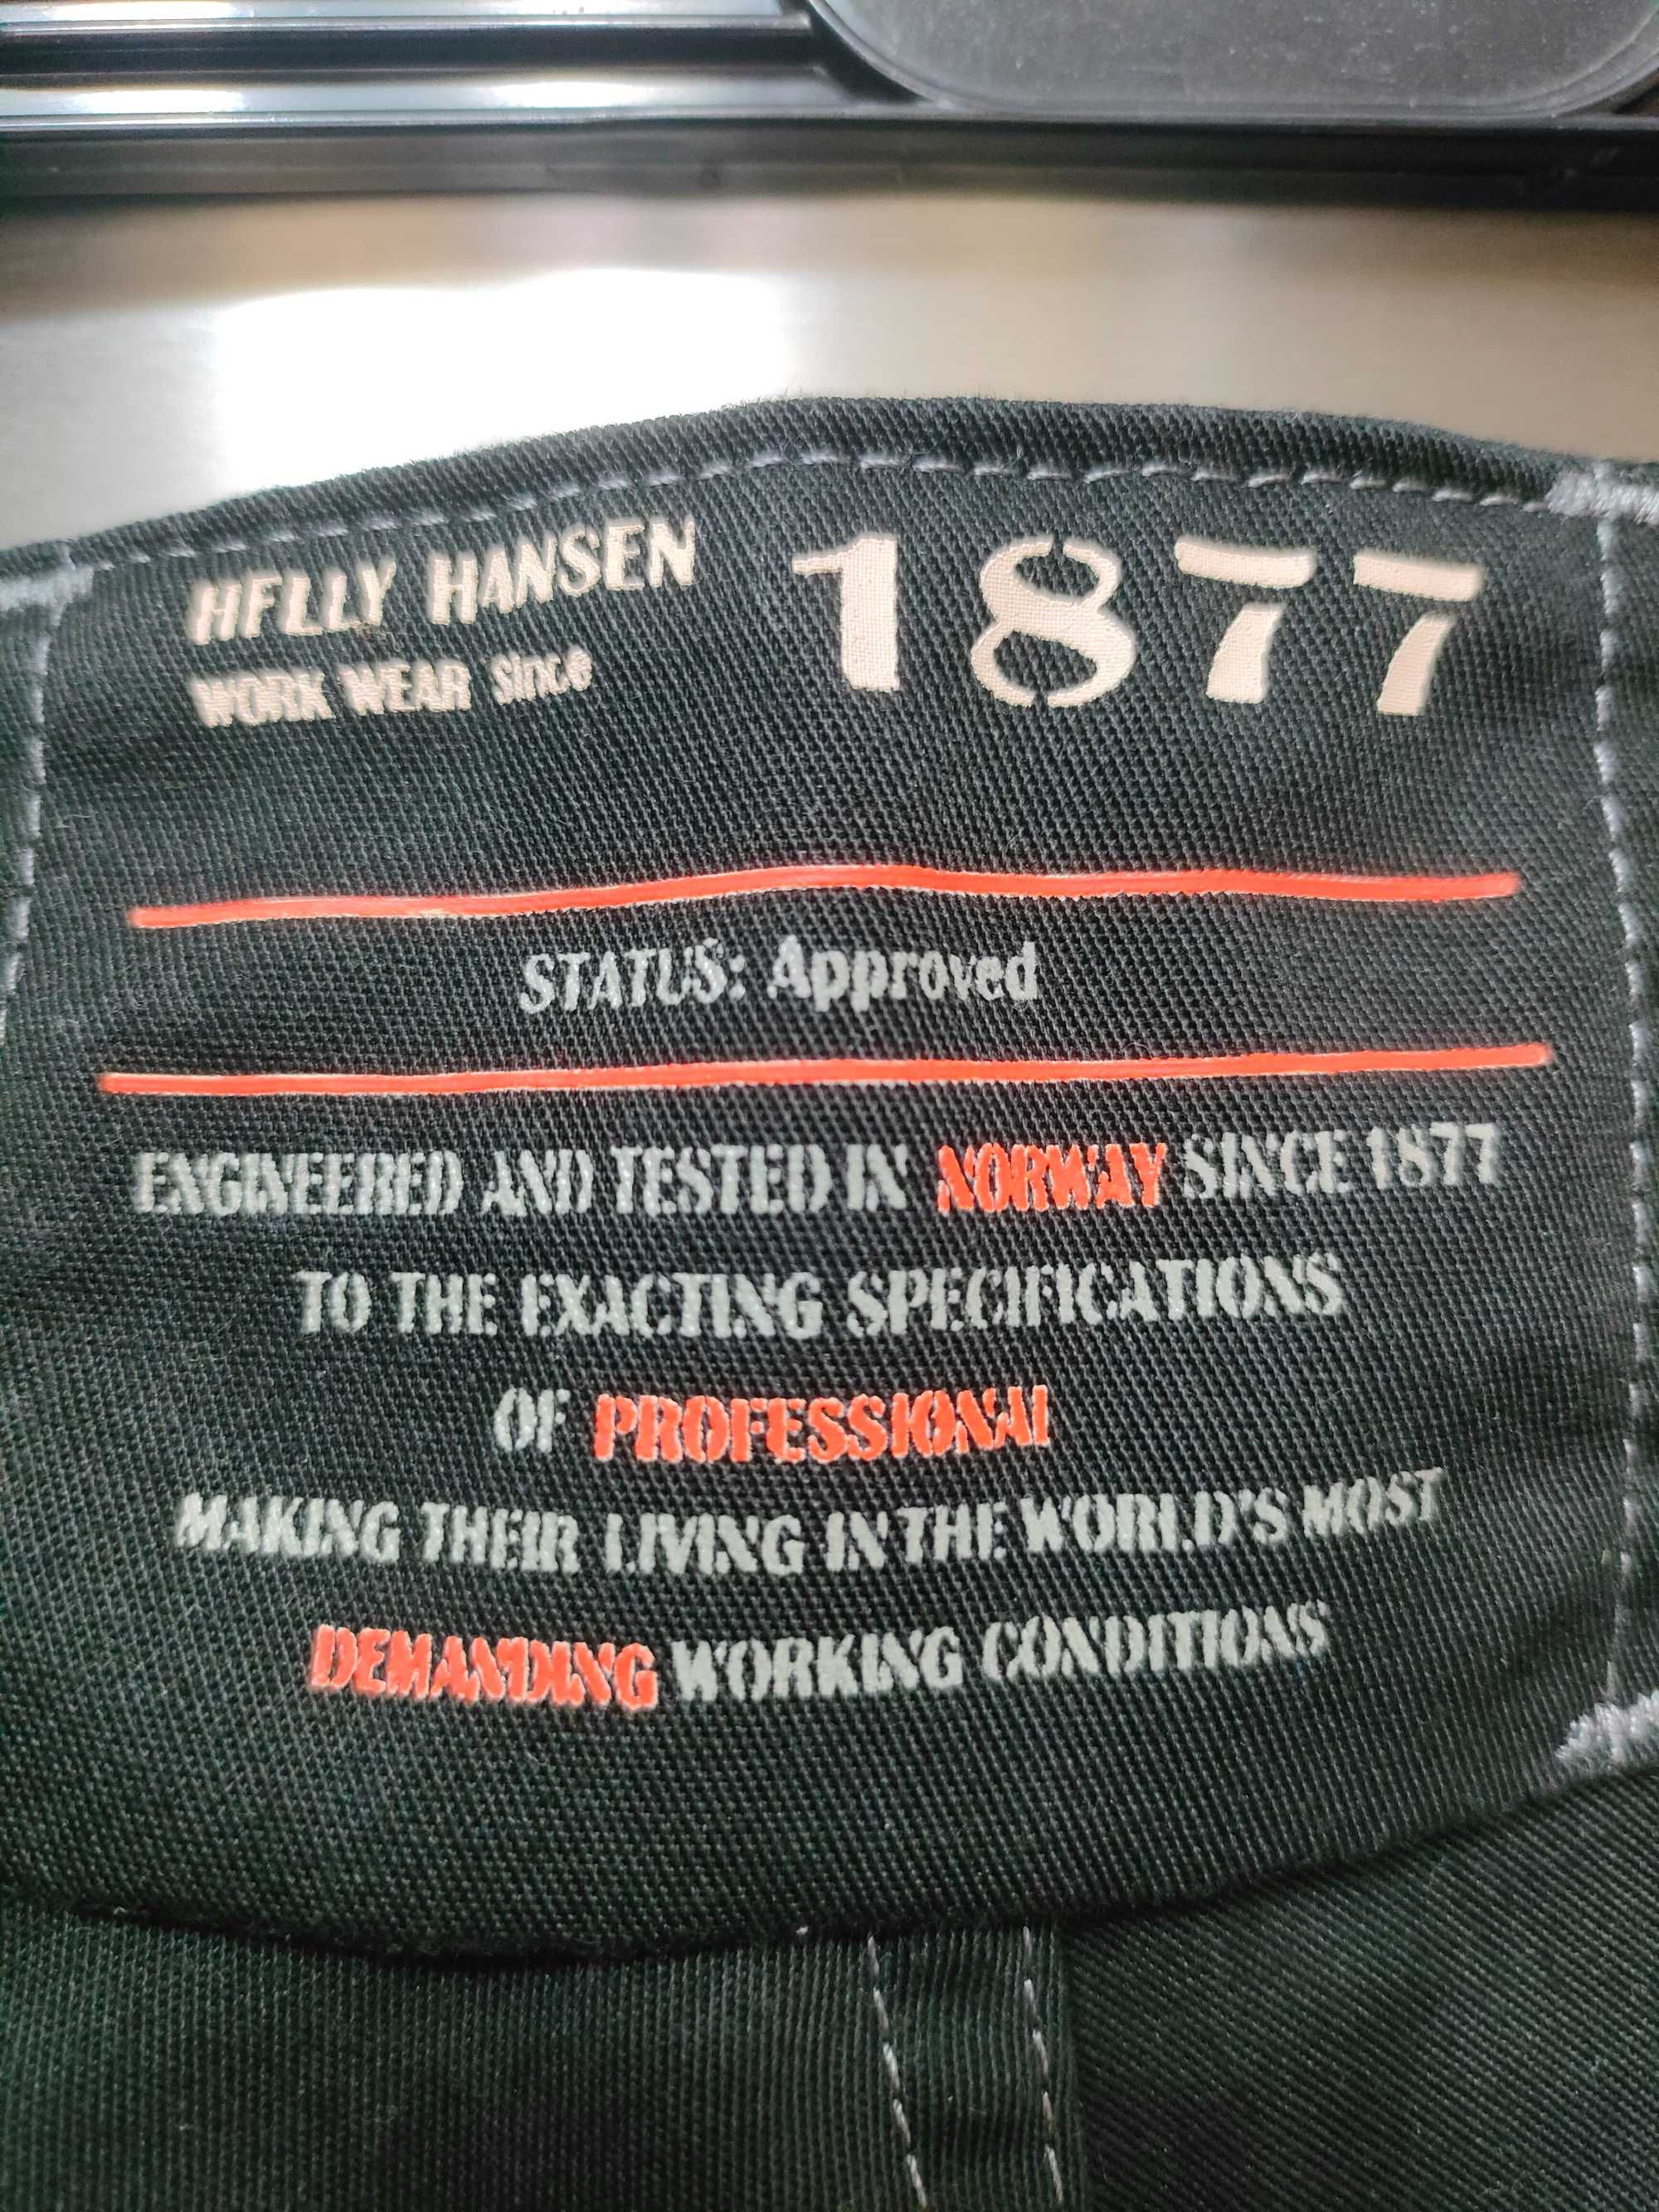 HELLY HANSEN 1877
WORK WEAR since
STATUS: Approved
ENGINEERED AND TESTED IN NORWAY SINCE 1877
TO THE EXACTING SPECIFICATIONS
OF PROFESSIONAL
MAKING THEIR LIVING IN THE WORLD'S MOST
DEMANDING WORKING CONDITIONS